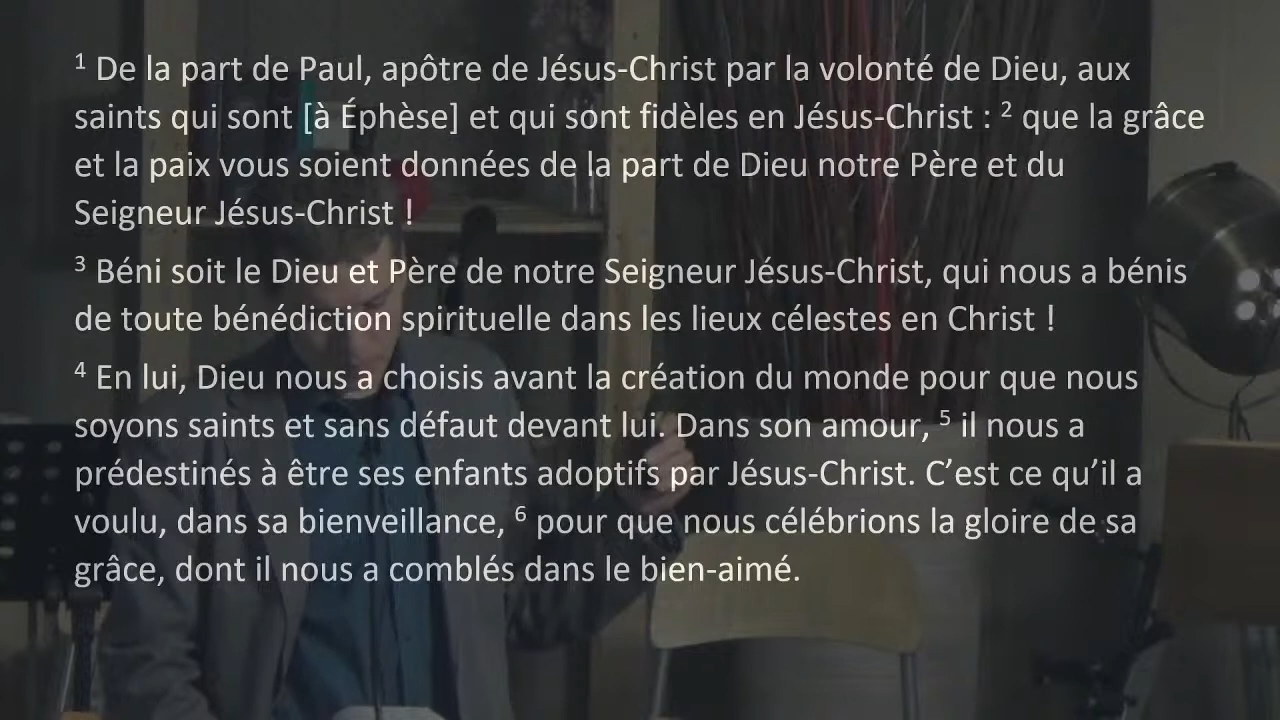 ¹ De la part de Paul, apôtre de Jésus-Christ par la volonté de Dieu, aux
saints qui sont [à Éphèse] et qui sont fidèles en Jésus-Christ : ² que la grâce
et la paix vous soient données de la part de Dieu notre Père et du
Seigneur Jésus-Christ !
³ Béni soit le Dieu et Père de notre Seigneur Jésus-Christ, qui nous a bénis
de toute bénédiction spirituelle dans les lieux célestes en Christ !
⁴ En lui, Dieu nous a choisis avant la création du monde pour que nous
soyons saints et sans défaut devant lui. Dans son amour, ⁵ il nous a
prédestinés à être ses enfants adoptifs par Jésus-Christ. C’est ce qu’il a
voulu, dans sa bienveillance, ⁶ pour que nous célébrions la gloire de sa
grâce, dont il nous a comblés dans le bien-aimé.